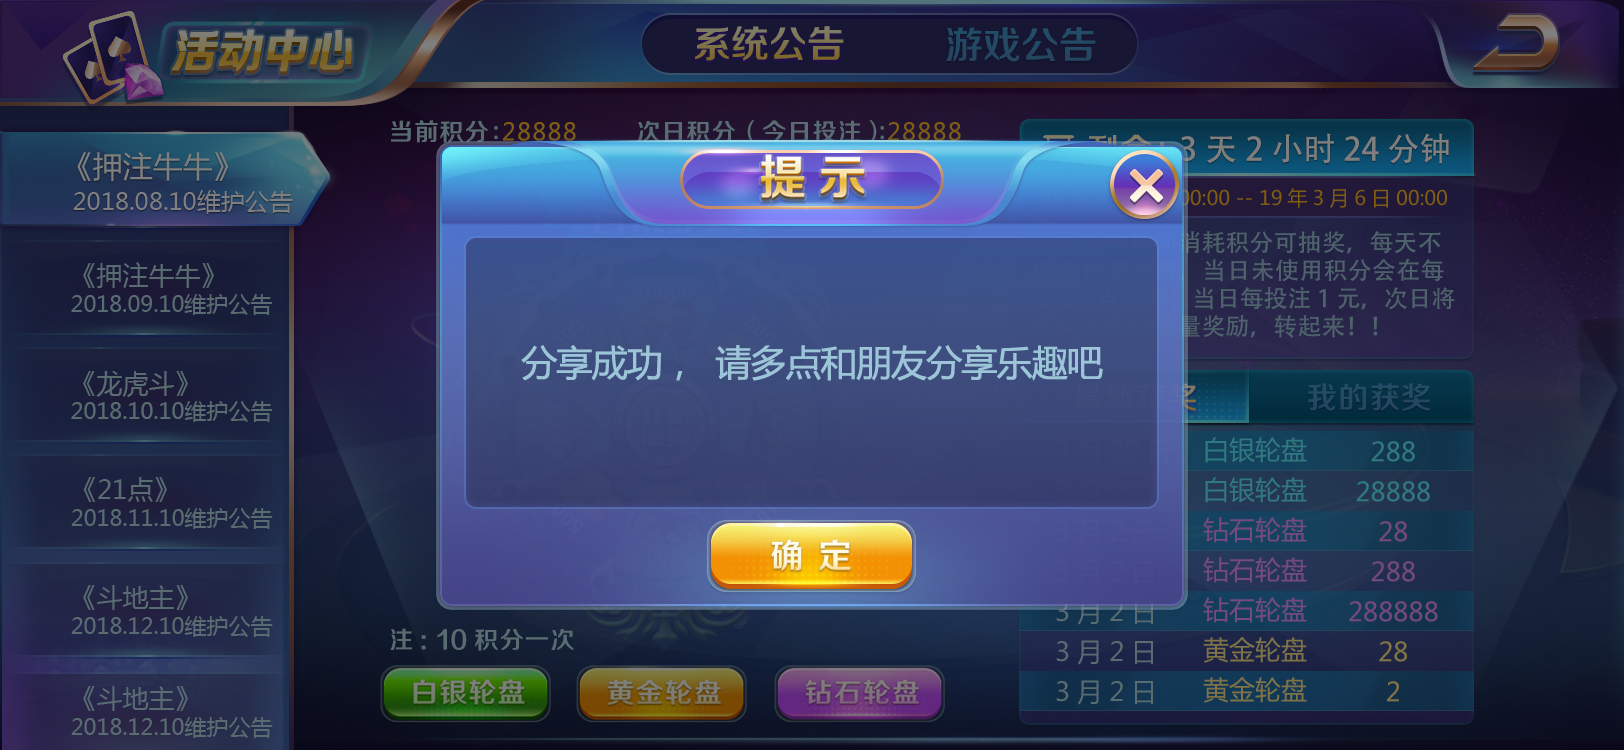 活动中心
系统公告
游戏公告
《押注牛牛》
2018.08.10维护公告
《押注牛牛》
2018.09.10维护公告
《龙虎斗》
2018.10.10维护公告
《21点》
2018.11.10维护公告
《斗地主》
2018.12.10维护公告
《斗地主》
2018.12.10维护公告
当前积分:28888
次日积分（今日投注）:28888
3 天 2 小时 24 分钟
00:00 -- 19 年 3 月 6 日 00:00
消耗积分可抽奖，每天不
当日未使用积分会在每
当日每投注 1 元，次日将
量奖励，转起来！！
提示
分享成功， 请多点和朋友分享乐趣吧
确定
奖
我的获奖
白银轮盘 288
白银轮盘 28888
钻石轮盘 28
钻石轮盘 288
3 月 2 日 钻石轮盘 288888
3 月 2 日 黄金轮盘 28
3 月 2 日 黄金轮盘 2
注：10 积分一次
白银轮盘
黄金轮盘
钻石轮盘